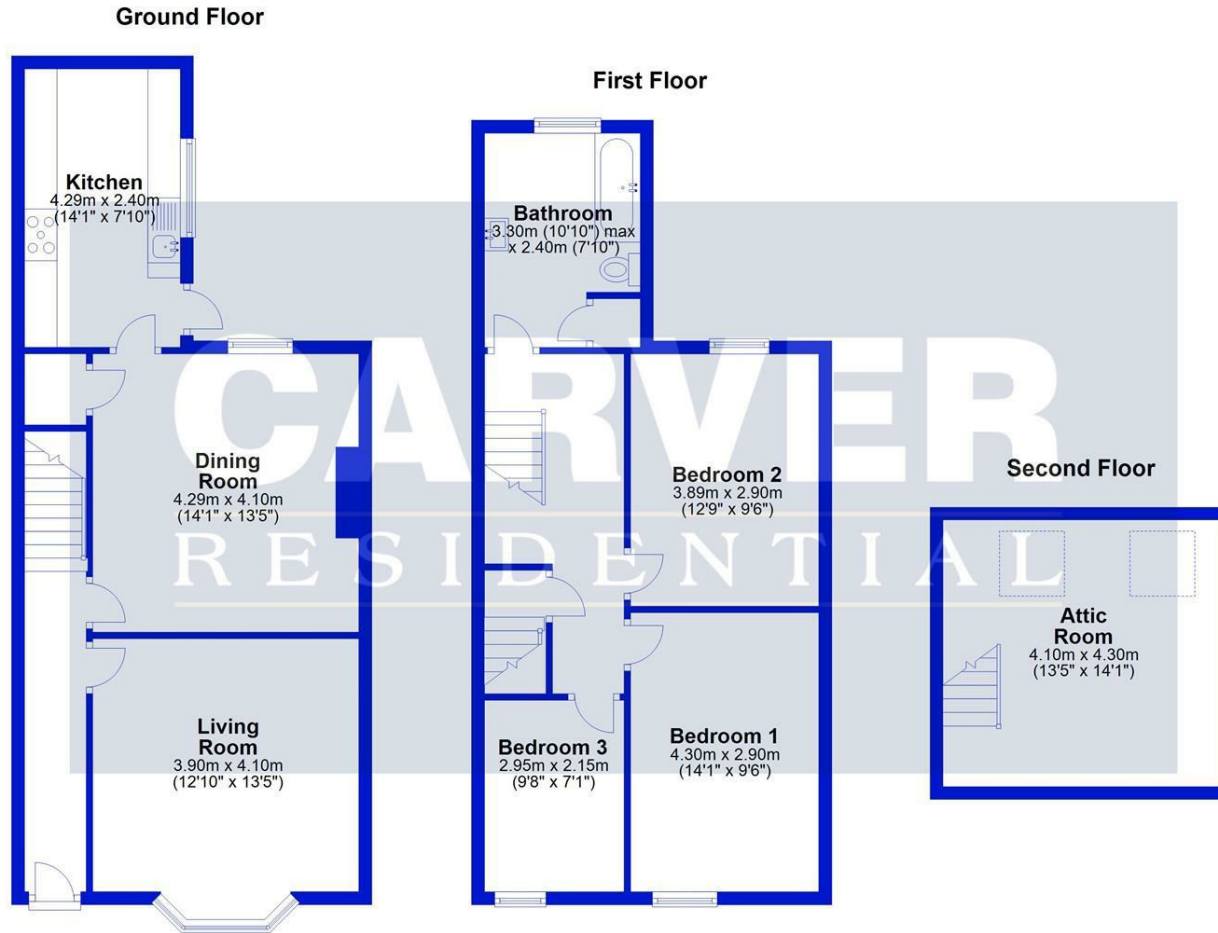 Ground Floor
Kitchen
4.29m x 2.40m
(14'1" x 7'10")
Dining
Room
4.29m x 4.10m
(14'1" x 13'5")
Living
Room
3.90m x 4.10m
(12'10" x 13'5")
First Floor
Bathroom
3.30m (10'10") max
x 2.40m (7'10")
Bedroom 2
3.89m x 2.90m
(12'9" x 9'6")
Bedroom 3
2.95m x 2.15m
(9'8" x 7'1")
Bedroom 1
4.30m x 2.90m
(14'1" x 9'6")
Second Floor
Attic
Room
4.10m x 4.30m
(13'5" x 14'1")
CARVER
RESIDENTIAL